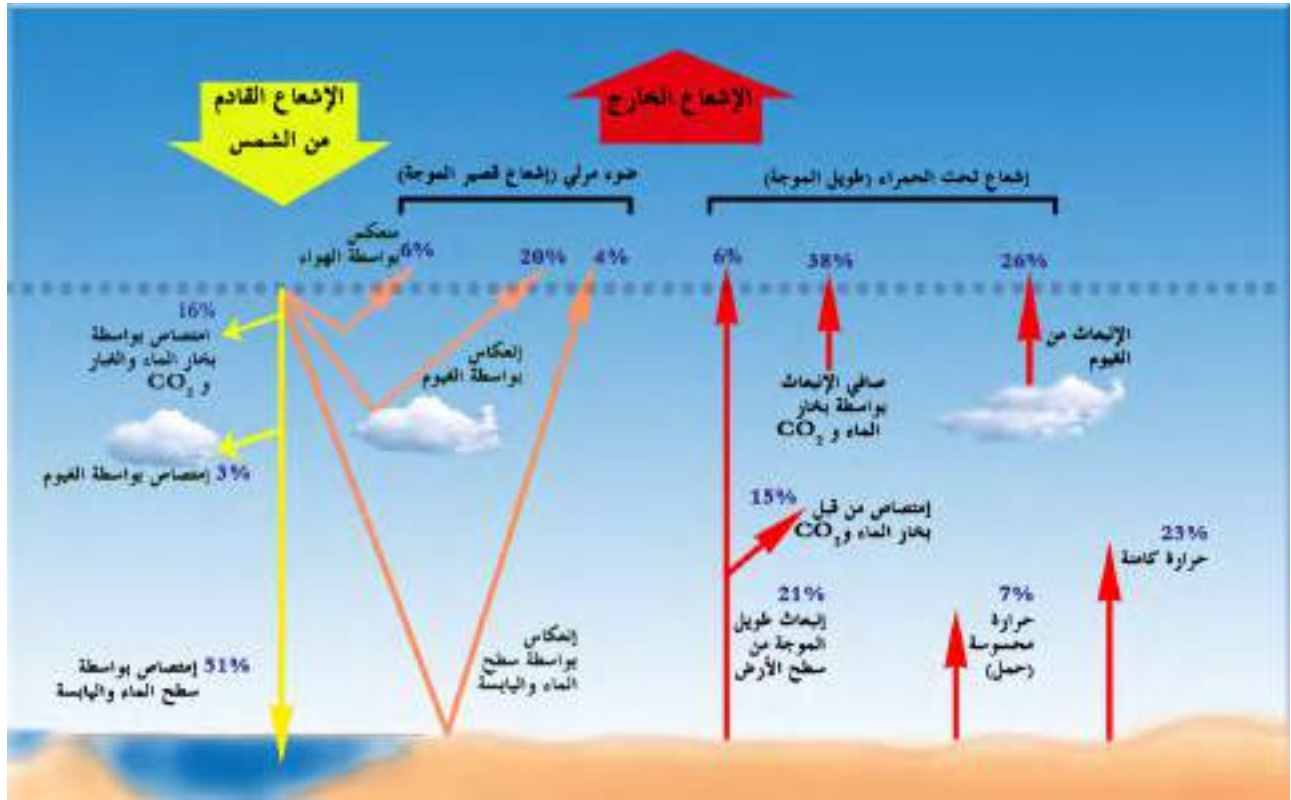 الإشعاع القادم
من الشمس
الإشعاع الخارج
ضوء مرئي (إشعاع قصير الموجة)
إشعاع تحت الحمراء (طويل الموجة)
منعكس
بواسطة الهواء
6%
20%
4%
6%
38%
26%
16%
امتصاص بواسطة
بخار الماء والغبار
و CO2
إنعكاس
بواسطة الغيوم
صافي الإنبعاث
بواسطة بخار
الماء و CO2
الإنبعاث من
الغيوم
3% إمتصاص بواسطة الغيوم
15%
إمتصاص من قبل
بخار الماء وCO2
23%
حرارة كامنة
21%
إنبعاث طويل
الموجة من
سطح الأرض
7%
حرارة
محسوسة
(حمل)
إنعكاس
بواسطة سطح
الماء واليابسة
51% إمتصاص بواسطة
سطح الماء واليابسة